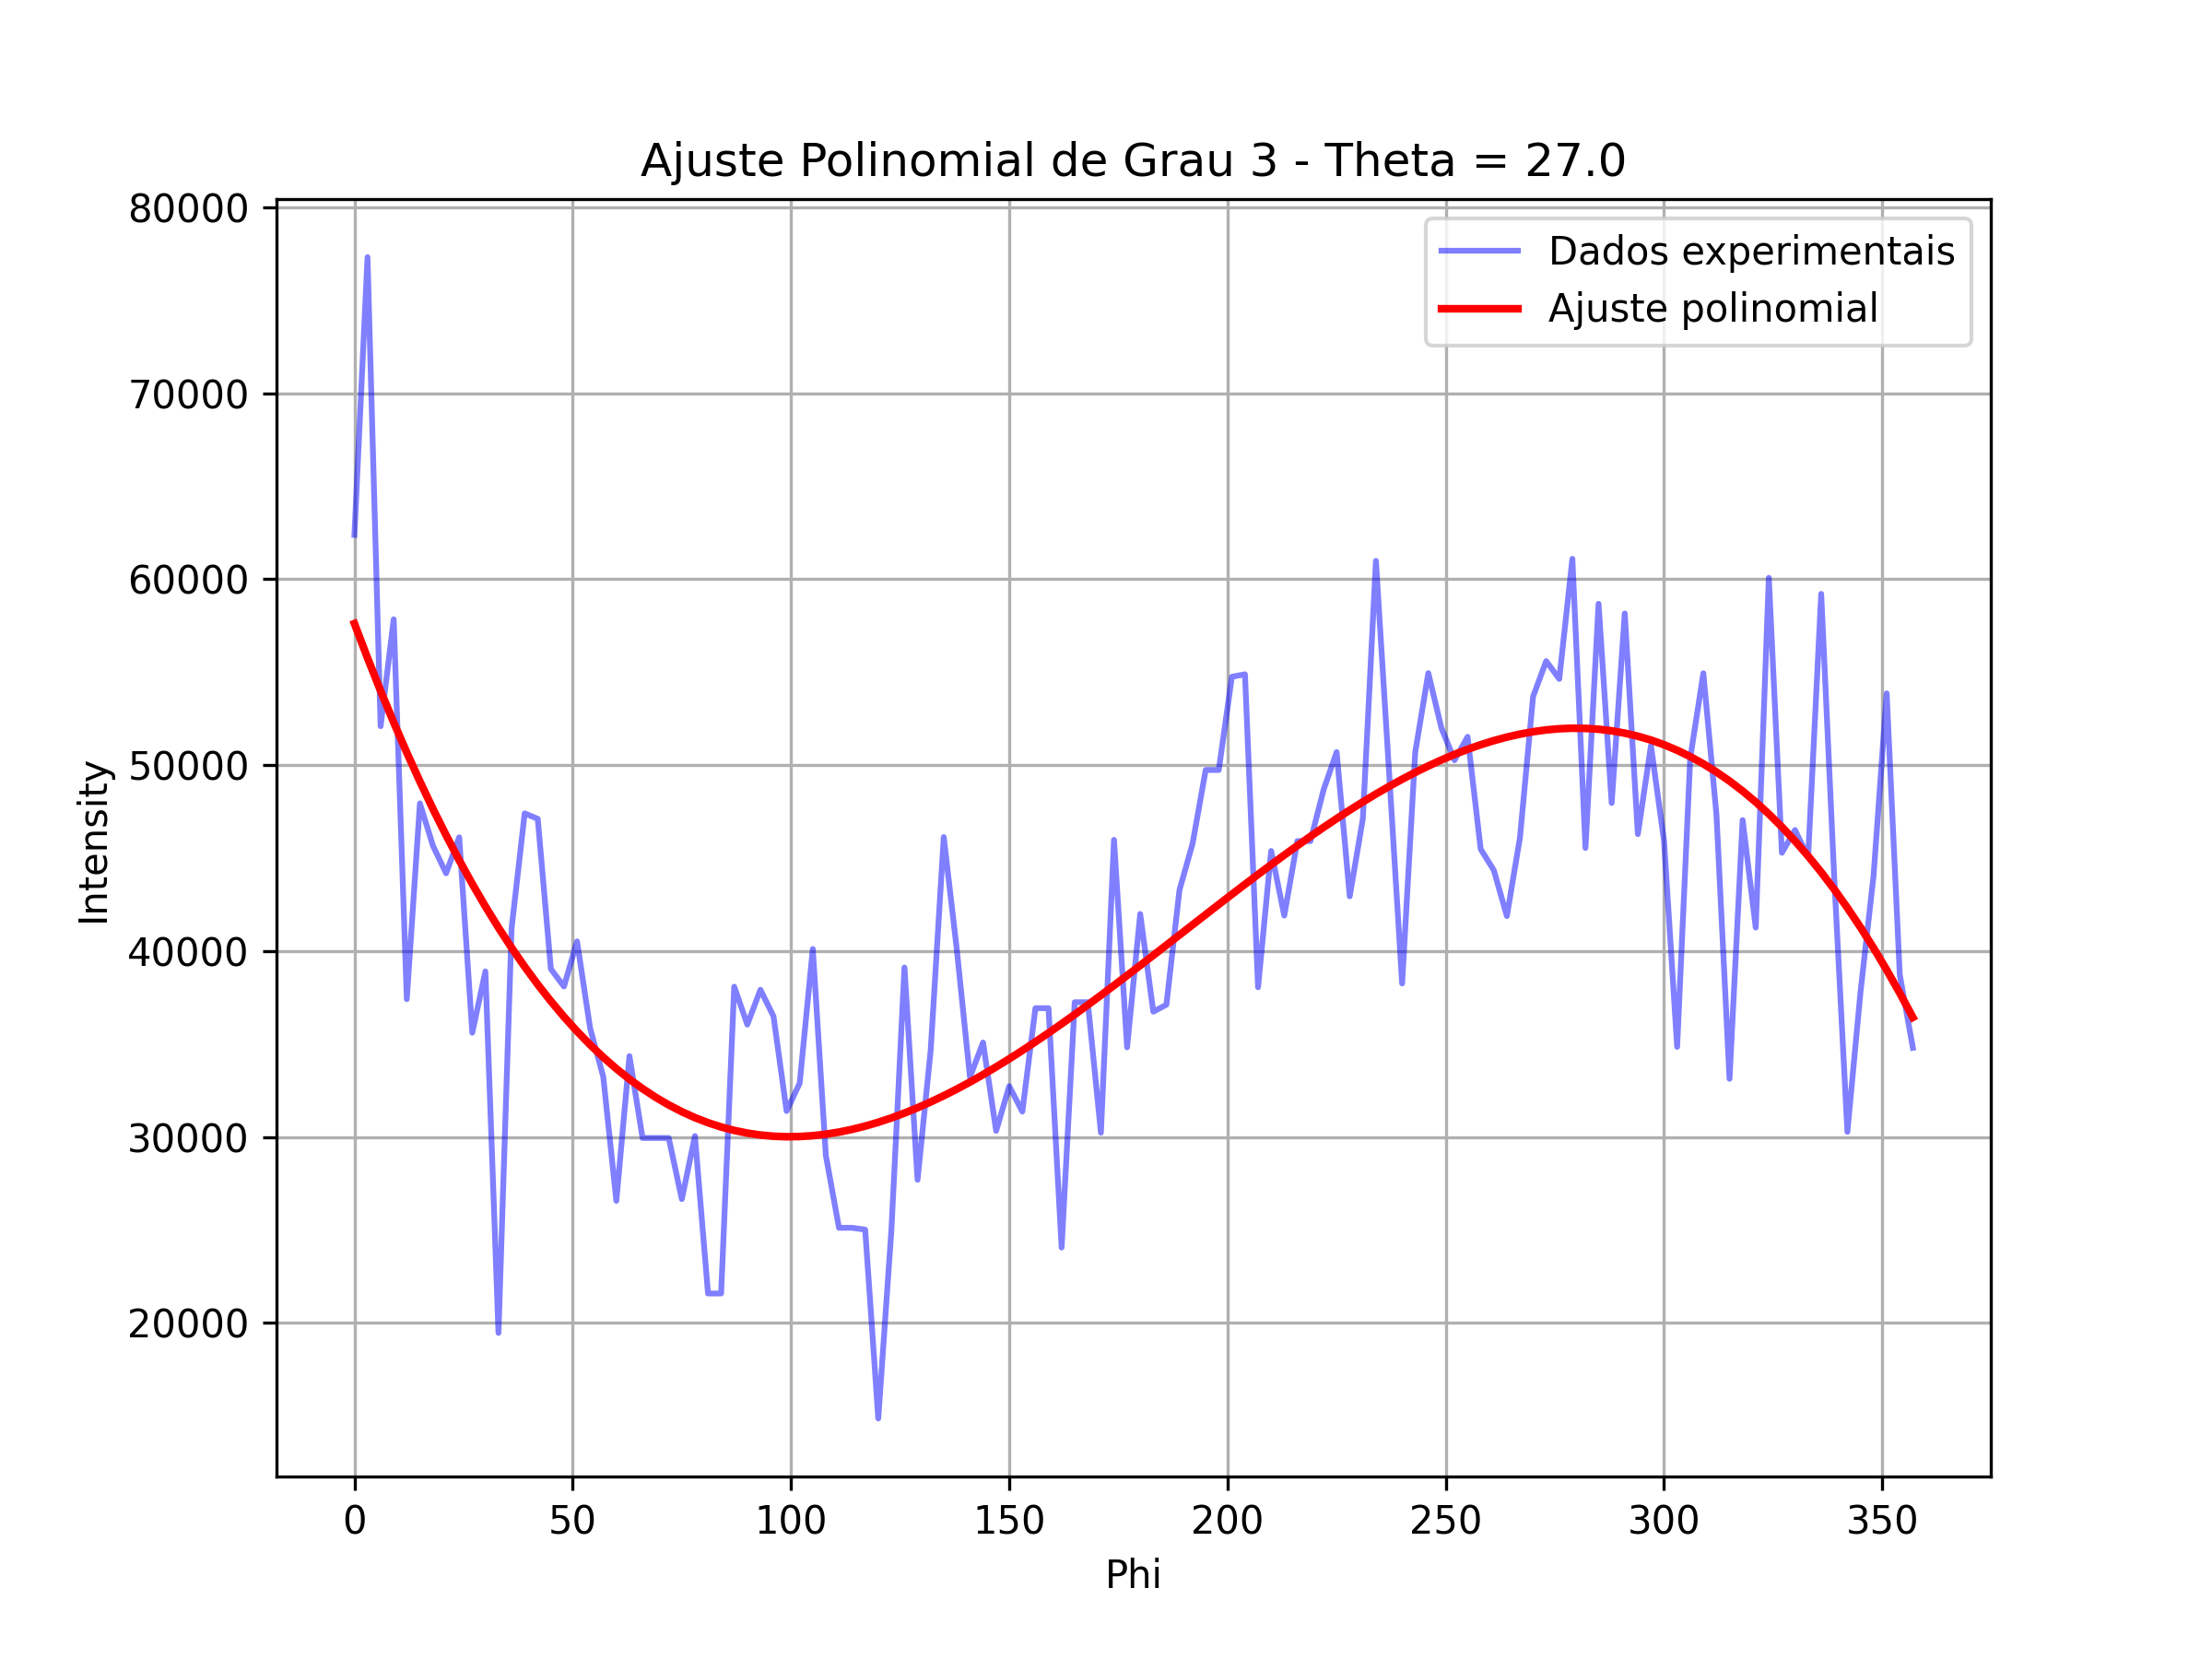 Ajuste Polinomial de Grau 3 - Theta = 27.0
80000
70000
60000
50000
40000
30000
20000
Intensity
Dados experimentais
Ajuste polinomial
0 50 100 150 200 250 300 350
Phi